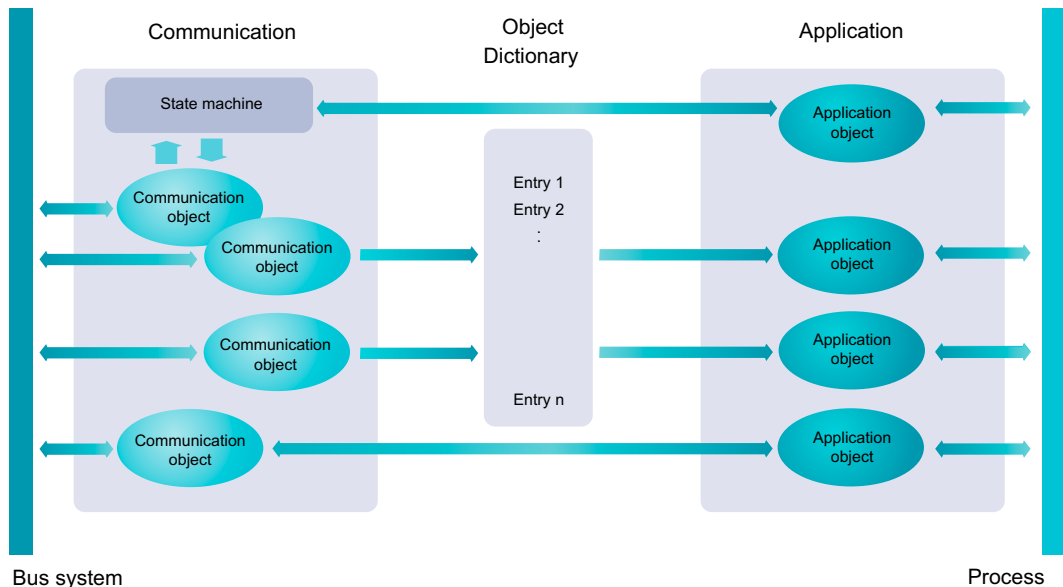 Communication
Object
Dictionary
Application
State machine
Application
object
Communication
object
Entry 1
Entry 2
:
Communication
object
Application
object
Communication
object
Application
object
Entry n
Communication
object
Application
object
Bus system
Process